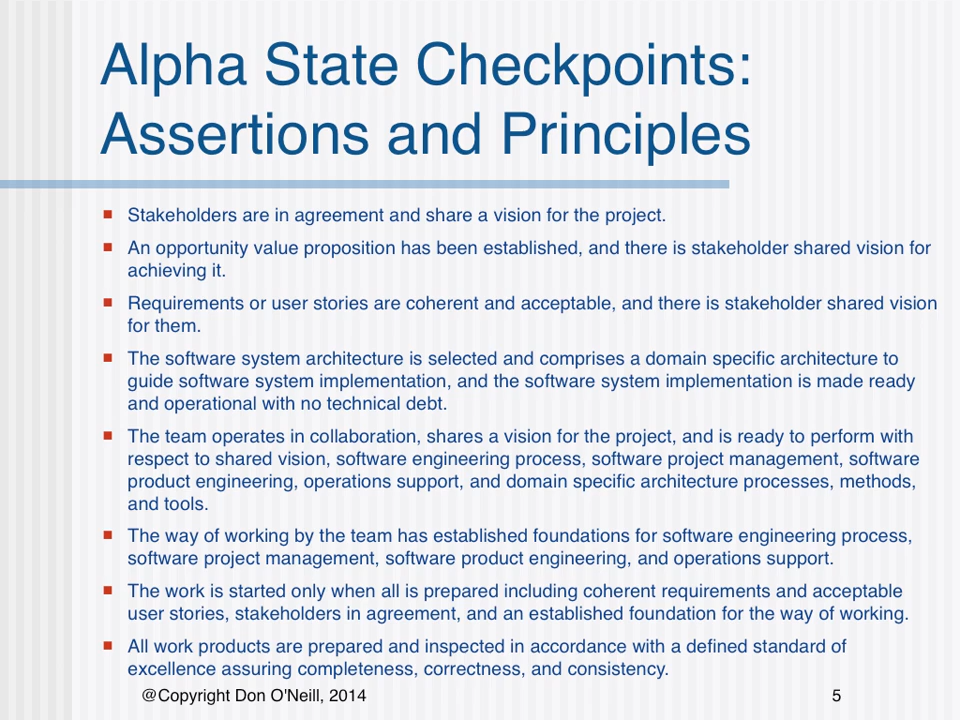 Alpha State Checkpoints:
Assertions and Principles
Stakeholders are in agreement and share a vision for the project.
An opportunity value proposition has been established, and there is stakeholder shared vision for
achieving it.
Requirements or user stories are coherent and acceptable, and there is stakeholder shared vision
for them.
The software system architecture is selected and comprises a domain specific architecture to
guide software system implementation, and the software system implementation is made ready
and operational with no technical debt.
The team operates in collaboration, shares a vision for the project, and is ready to perform with
respect to shared vision, software engineering process, software project management, software
product engineering, operations support, and domain specific architecture processes, methods,
and tools.
The way of working by the team has established foundations for software engineering process,
software project management, software product engineering, and operations support.
The work is started only when all is prepared including coherent requirements and acceptable
user stories, stakeholders in agreement, and an established foundation for the way of working.
All work products are prepared and inspected in accordance with a defined standard of
excellence assuring completeness, correctness, and consistency.
@Copyright Don O'Neill, 2014
5